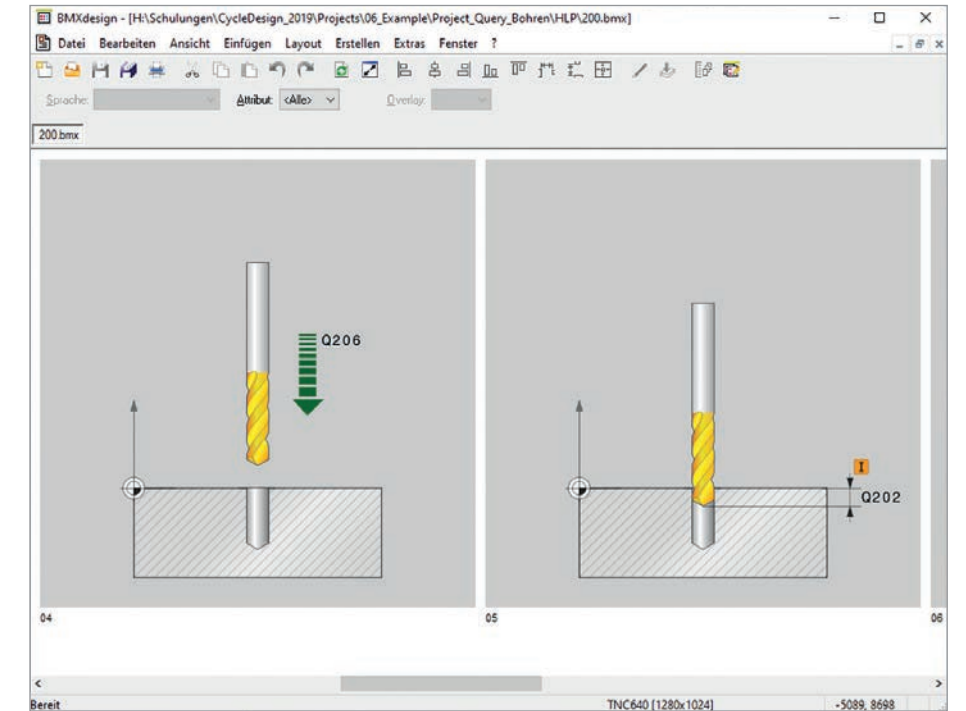 BMXdesign - [H:\Schulungen\CycleDesign_2019\Projects\06_Example\Project_Query_Bohren\HLP\200.bmx]
Datei Bearbeiten Ansicht Einfügen Layout Erstellen Extras Fenster ?
Sprache: Attribut: <Alle> Overlay:
200.bmx
Q206
I
Q202
04 05 06
Bereit TNC640 [1280x1024] -5089, 8698